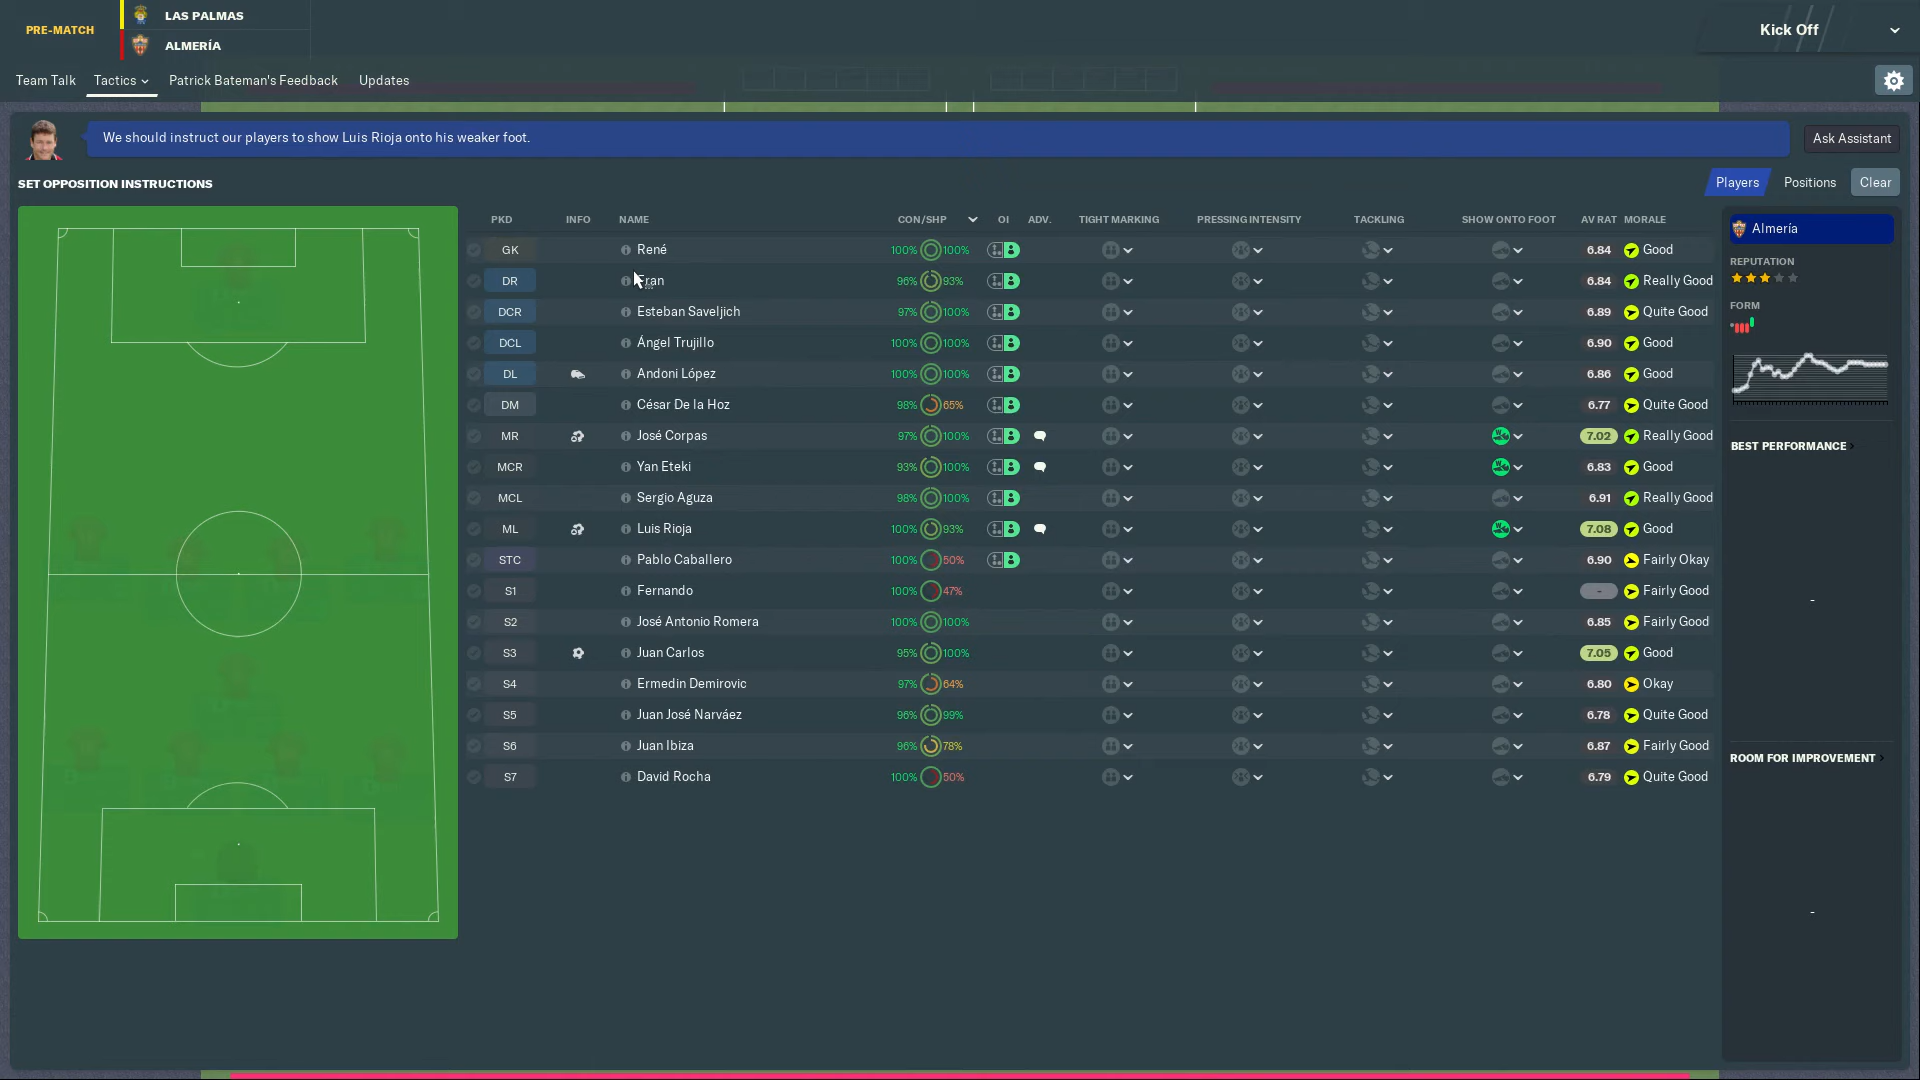 PRE-MATCH
LAS PALMAS
ALMERÍA
Kick Off
Team Talk Tactics Patrick Bateman's Feedback Updates
We should instruct our players to show Luis Rioja onto his weaker foot.
Ask Assistant
SET OPPOSITION INSTRUCTIONS
Players Positions Clear
PKD INFO NAME CON/SHP OI ADV. TIGHT MARKING PRESSING INTENSITY TACKLING SHOW ONTO FOOT AV RAT MORALE
GK René 100% 100% 6.84 Good
DR Fran 96% 93% 6.84 Really Good
DCR Esteban Saveljich 97% 100% 6.89 Quite Good
DCL Ángel Trujillo 100% 100% 6.90 Good
DL Andoni López 100% 100% 6.86 Good
DM César De la Hoz 98% 65% 6.77 Quite Good
MR José Corpas 97% 100% 7.02 Really Good
MCR Yan Eteki 93% 100% 6.83 Good
MCL Sergio Aguza 98% 100% 6.91 Really Good
ML Luis Rioja 100% 93% 7.08 Good
STC Pablo Caballero 100% 50% 6.90 Fairly Okay
S1 Fernando 100% 47% - Fairly Good
S2 José Antonio Romera 100% 100% 6.85 Fairly Good
S3 Juan Carlos 95% 100% 7.05 Good
S4 Ermedin Demirovic 97% 64% 6.80 Okay
S5 Juan José Narváez 96% 99% 6.78 Quite Good
S6 Juan Ibiza 96% 78% 6.87 Fairly Good
S7 David Rocha 100% 50% 6.79 Quite Good
Almería
REPUTATION
FORM
BEST PERFORMANCE
-
ROOM FOR IMPROVEMENT
-